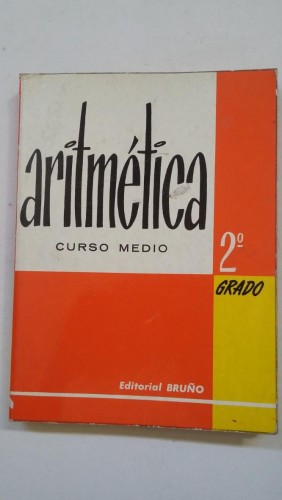 aritmética
CURSO MEDIO
2º
GRADO
Editorial BRUÑO